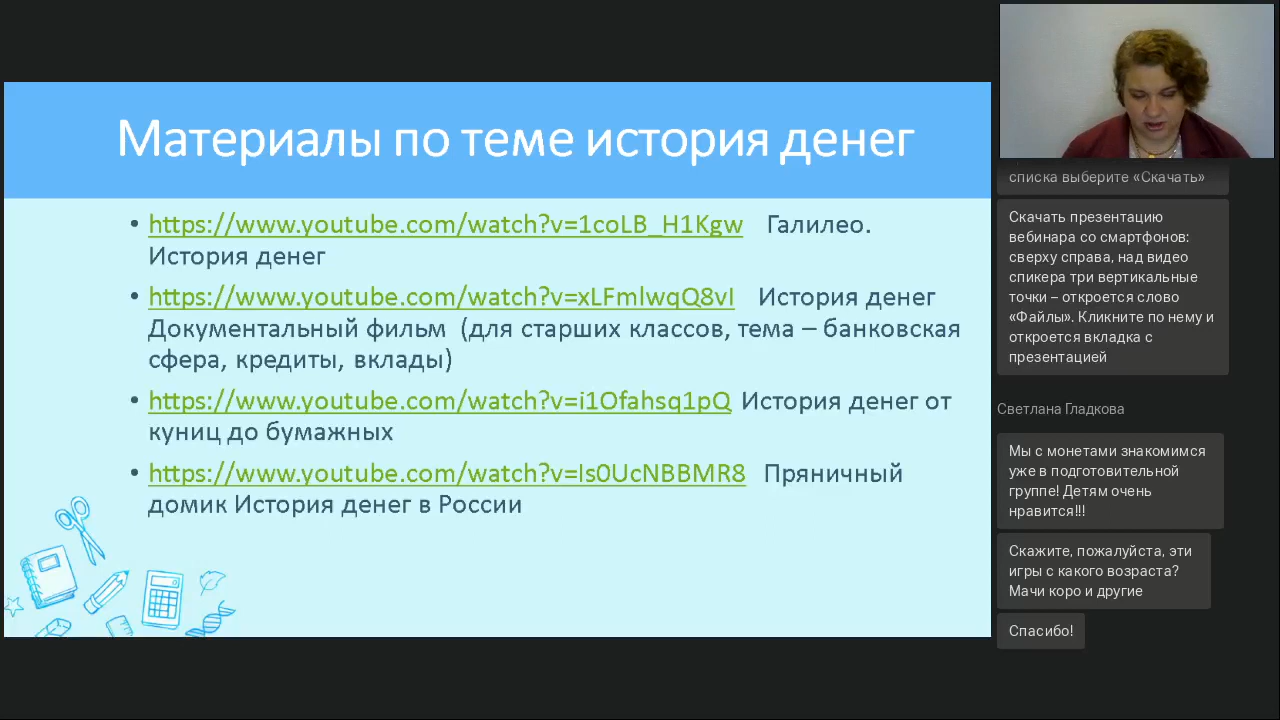 Материалы по теме история денег
• https://www.youtube.com/watch?v=1coLB_H1Kgw Галилео.
История денег
• https://www.youtube.com/watch?v=xLFmlwqQ8vI История денег
Документальный фильм (для старших классов, тема – банковская
сфера, кредиты, вклады)
• https://www.youtube.com/watch?v=i1Ofahsq1pQ История денег от
куниц до бумажных
• https://www.youtube.com/watch?v=Is0UcNBBMR8 Пряничный
домик История денег в России
списка выберите «Скачать»
Скачать презентацию
вебинара со смартфонов:
сверху справа, над видео
спикера три вертикальные
точки – откроется слово
«Файлы». Кликните по нему и
откроется вкладка с
презентацией
Светлана Гладкова
Мы с монетами знакомимся
уже в подготовительной
группе! Детям очень
нравится!!!
Скажите, пожалуйста, эти
игры с какого возраста?
Мачи коро и другие
Спасибо!